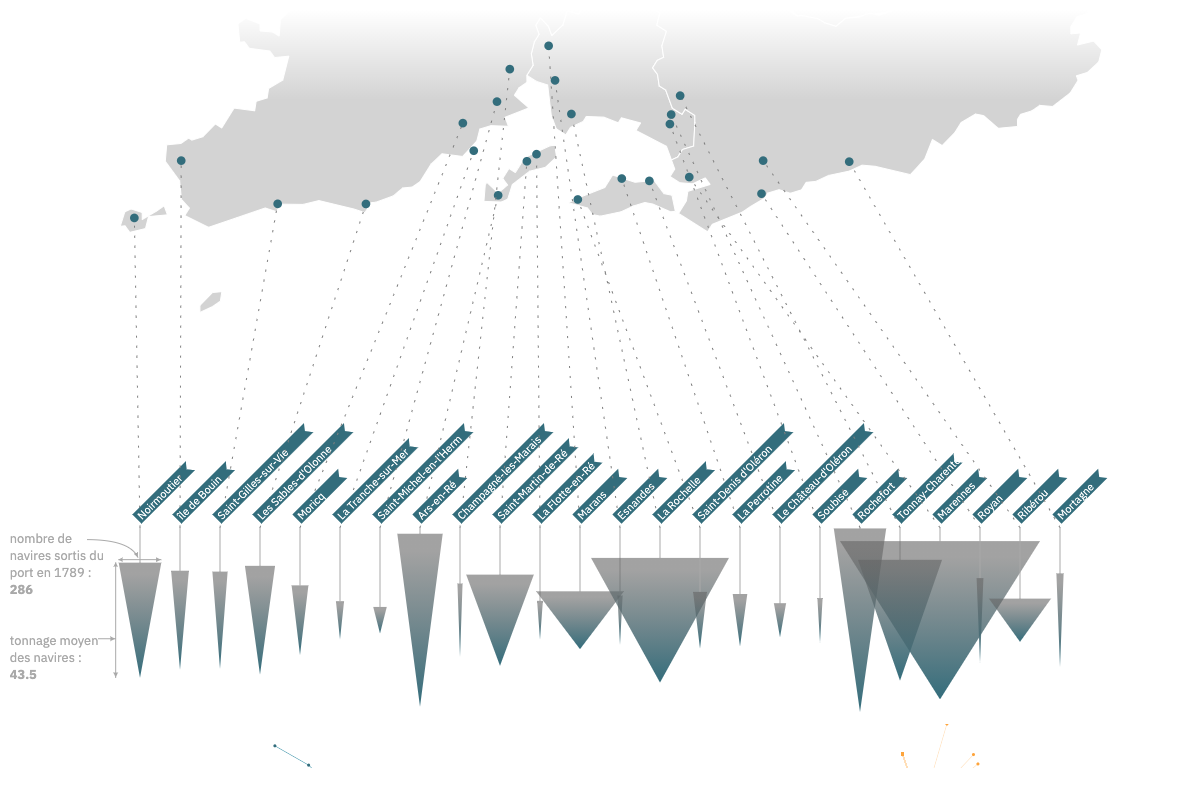 Noirmoutier
île de Bouin
Saint-Gilles-sur-Vie
Les Sables-d'Olonne
Moricq
La Tranche-sur-Mer
Saint-Michel-en-l'Herm
Ars-en-Ré
Champagné-les-Marais
Saint-Martin-de-Ré
La Flotte-en-Ré
Marans
Esnandes
La Rochelle
Saint-Denis d'Oléron
La Perrotine
Le Château-d'Oléron
Soubise
Rochefort
Tonnay-Charente
Marennes
Royan
Ribérou
Mortagne
nombre de
navires sortis du
port en 1789 :
286
tonnage moyen
des navires :
43.5